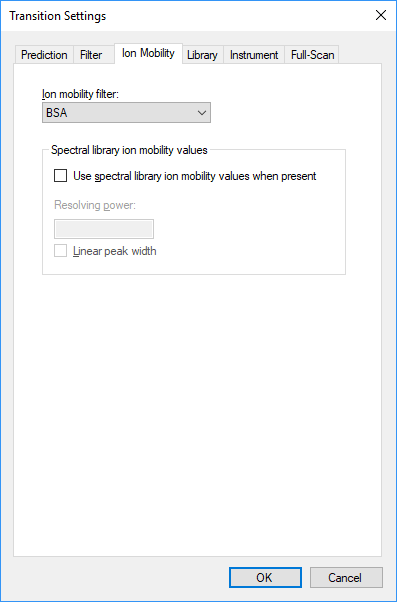 Transition Settings
Prediction Filter Ion Mobility Library Instrument Full-Scan
Ion mobility filter:
BSA
Spectral library ion mobility values
Use spectral library ion mobility values when present
Resolving power:
Linear peak width
OK Cancel